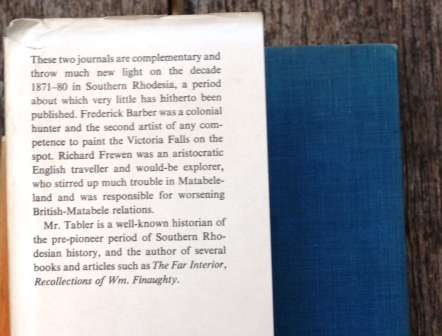 These two journals are complementary and
throw much new light on the decade
1871–80 in Southern Rhodesia, a period
about which very little has hitherto been
published. Frederick Barber was a colonial
hunter and the second artist of any com-
petence to paint the Victoria Falls on the
spot. Richard Frewen was an aristocratic
English traveller and would-be explorer,
who stirred up much trouble in Matabele-
land and was responsible for worsening
British-Matabele relations.
Mr. Tabler is a well-known historian of
the pre-pioneer period of Southern Rho-
desian history, and the author of several
books and articles such as The Far Interior,
Recollections of Wm. Finaughty.